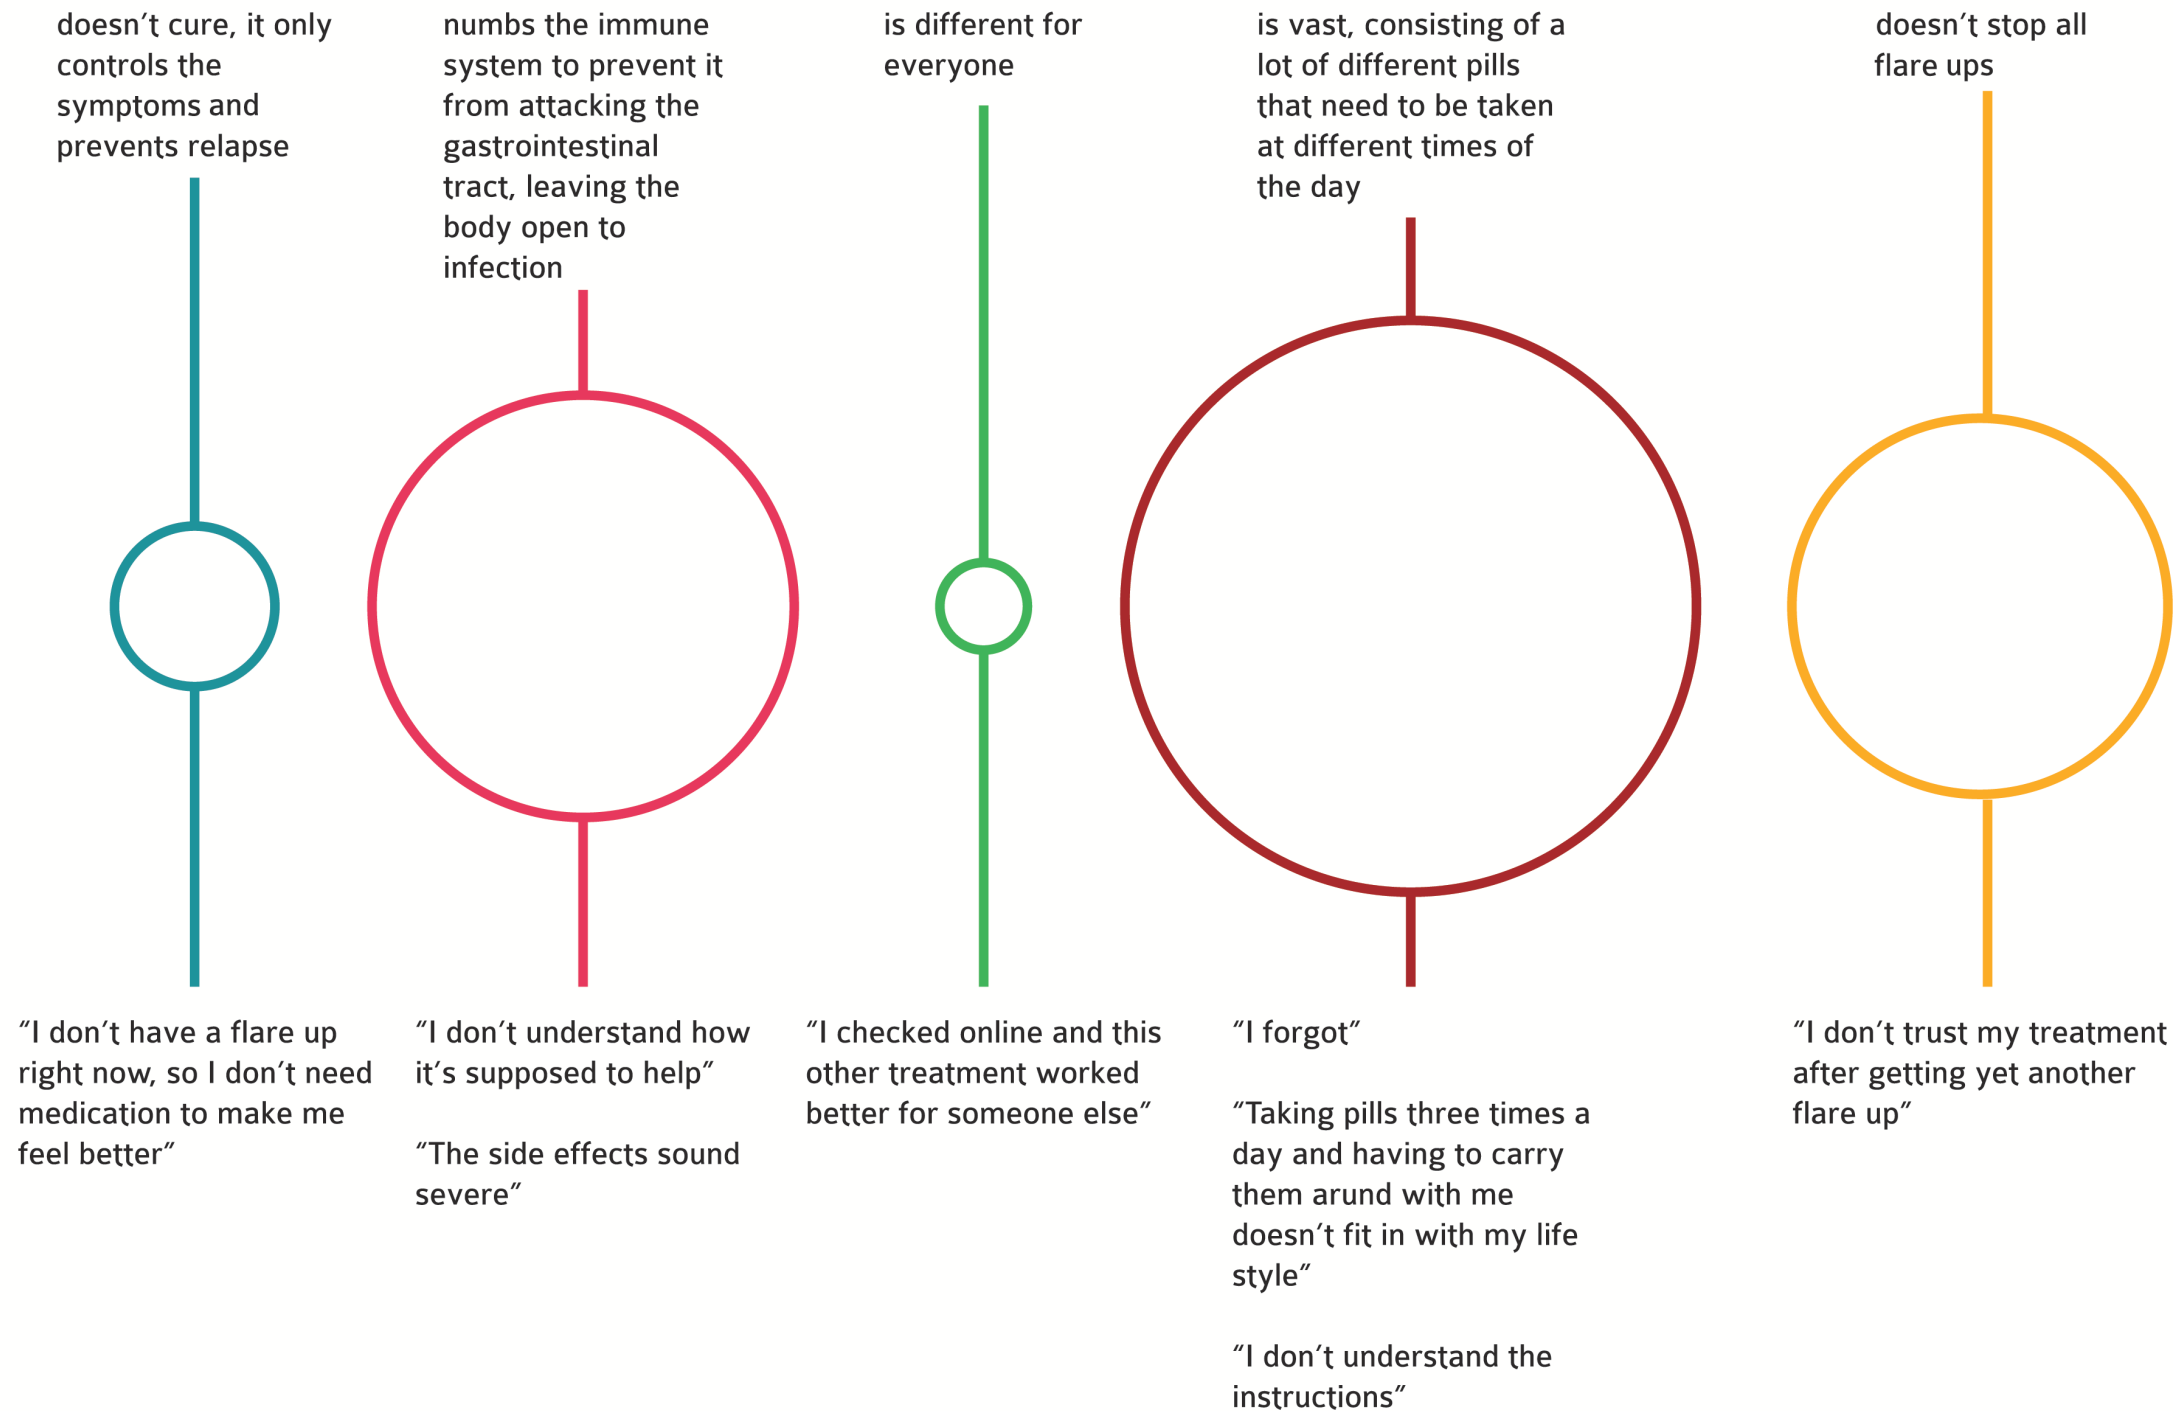 doesn’t cure, it only
controls the
symptoms and
prevents relapse
numbs the immune
system to prevent it
from attacking the
gastrointestinal
tract, leaving the
body open to
infection
is different for
everyone
is vast, consisting of a
lot of different pills
that need to be taken
at different times of
the day
doesn’t stop all
flare ups
“I don’t have a flare up
right now, so I don’t need
medication to make me
feel better”
“I don’t understand how
it’s supposed to help”
“The side effects sound
severe”
“I checked online and this
other treatment worked
better for someone else”
“I forgot”
“Taking pills three times a
day and having to carry
them arund with me
doesn’t fit in with my life
style”
“I don’t understand the
instructions”
“I don’t trust my treatment
after getting yet another
flare up”